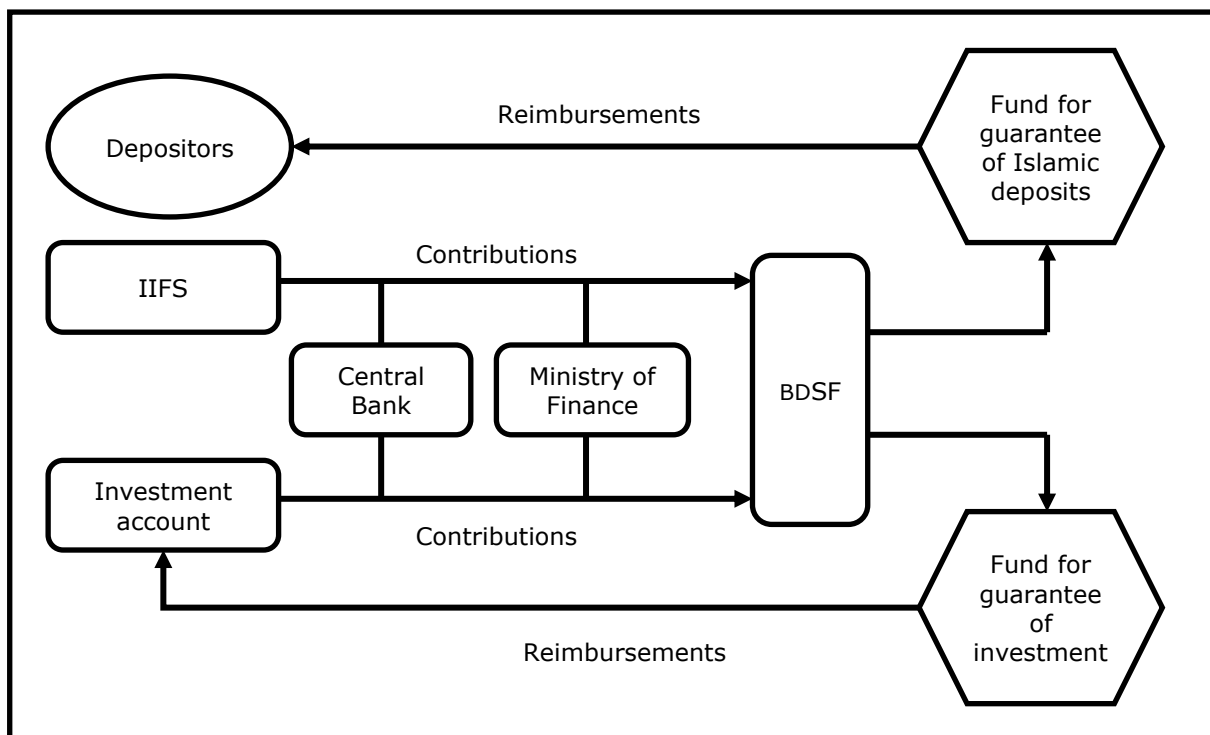 Reimbursements
Depositors
Fund for
guarantee
of Islamic
deposits
Contributions
IIFS
Central
Bank
Ministry of
Finance
BDSF
Investment
account
Contributions
Fund for
guarantee
of
investment
Reimbursements